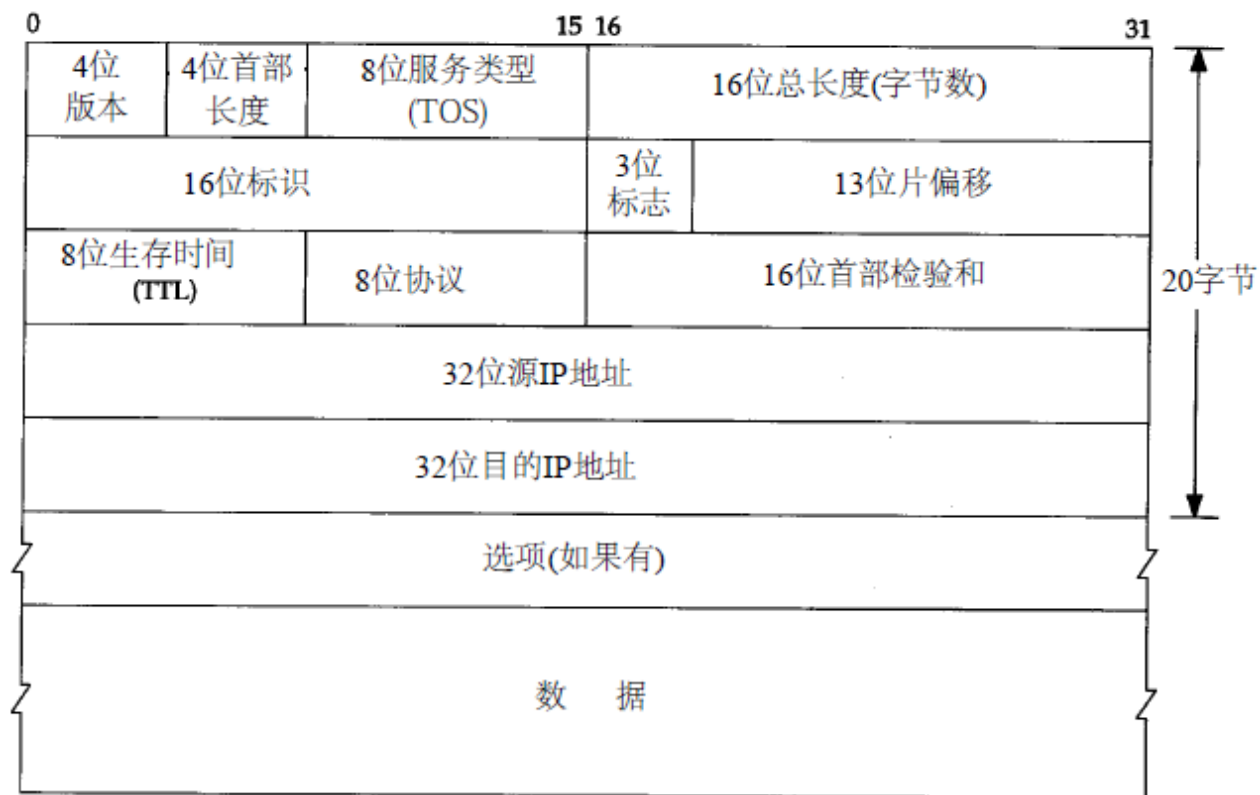 0 15 16 31
4位 版本
4位首部 长度
8位服务类型 (TOS)
16位总长度(字节数)
16位标识
3位 标志
13位片偏移
8位生存时间 (TTL)
8位协议
16位首部检验和
20字节
32位源IP地址
32位目的IP地址
选项(如果有)
数 据